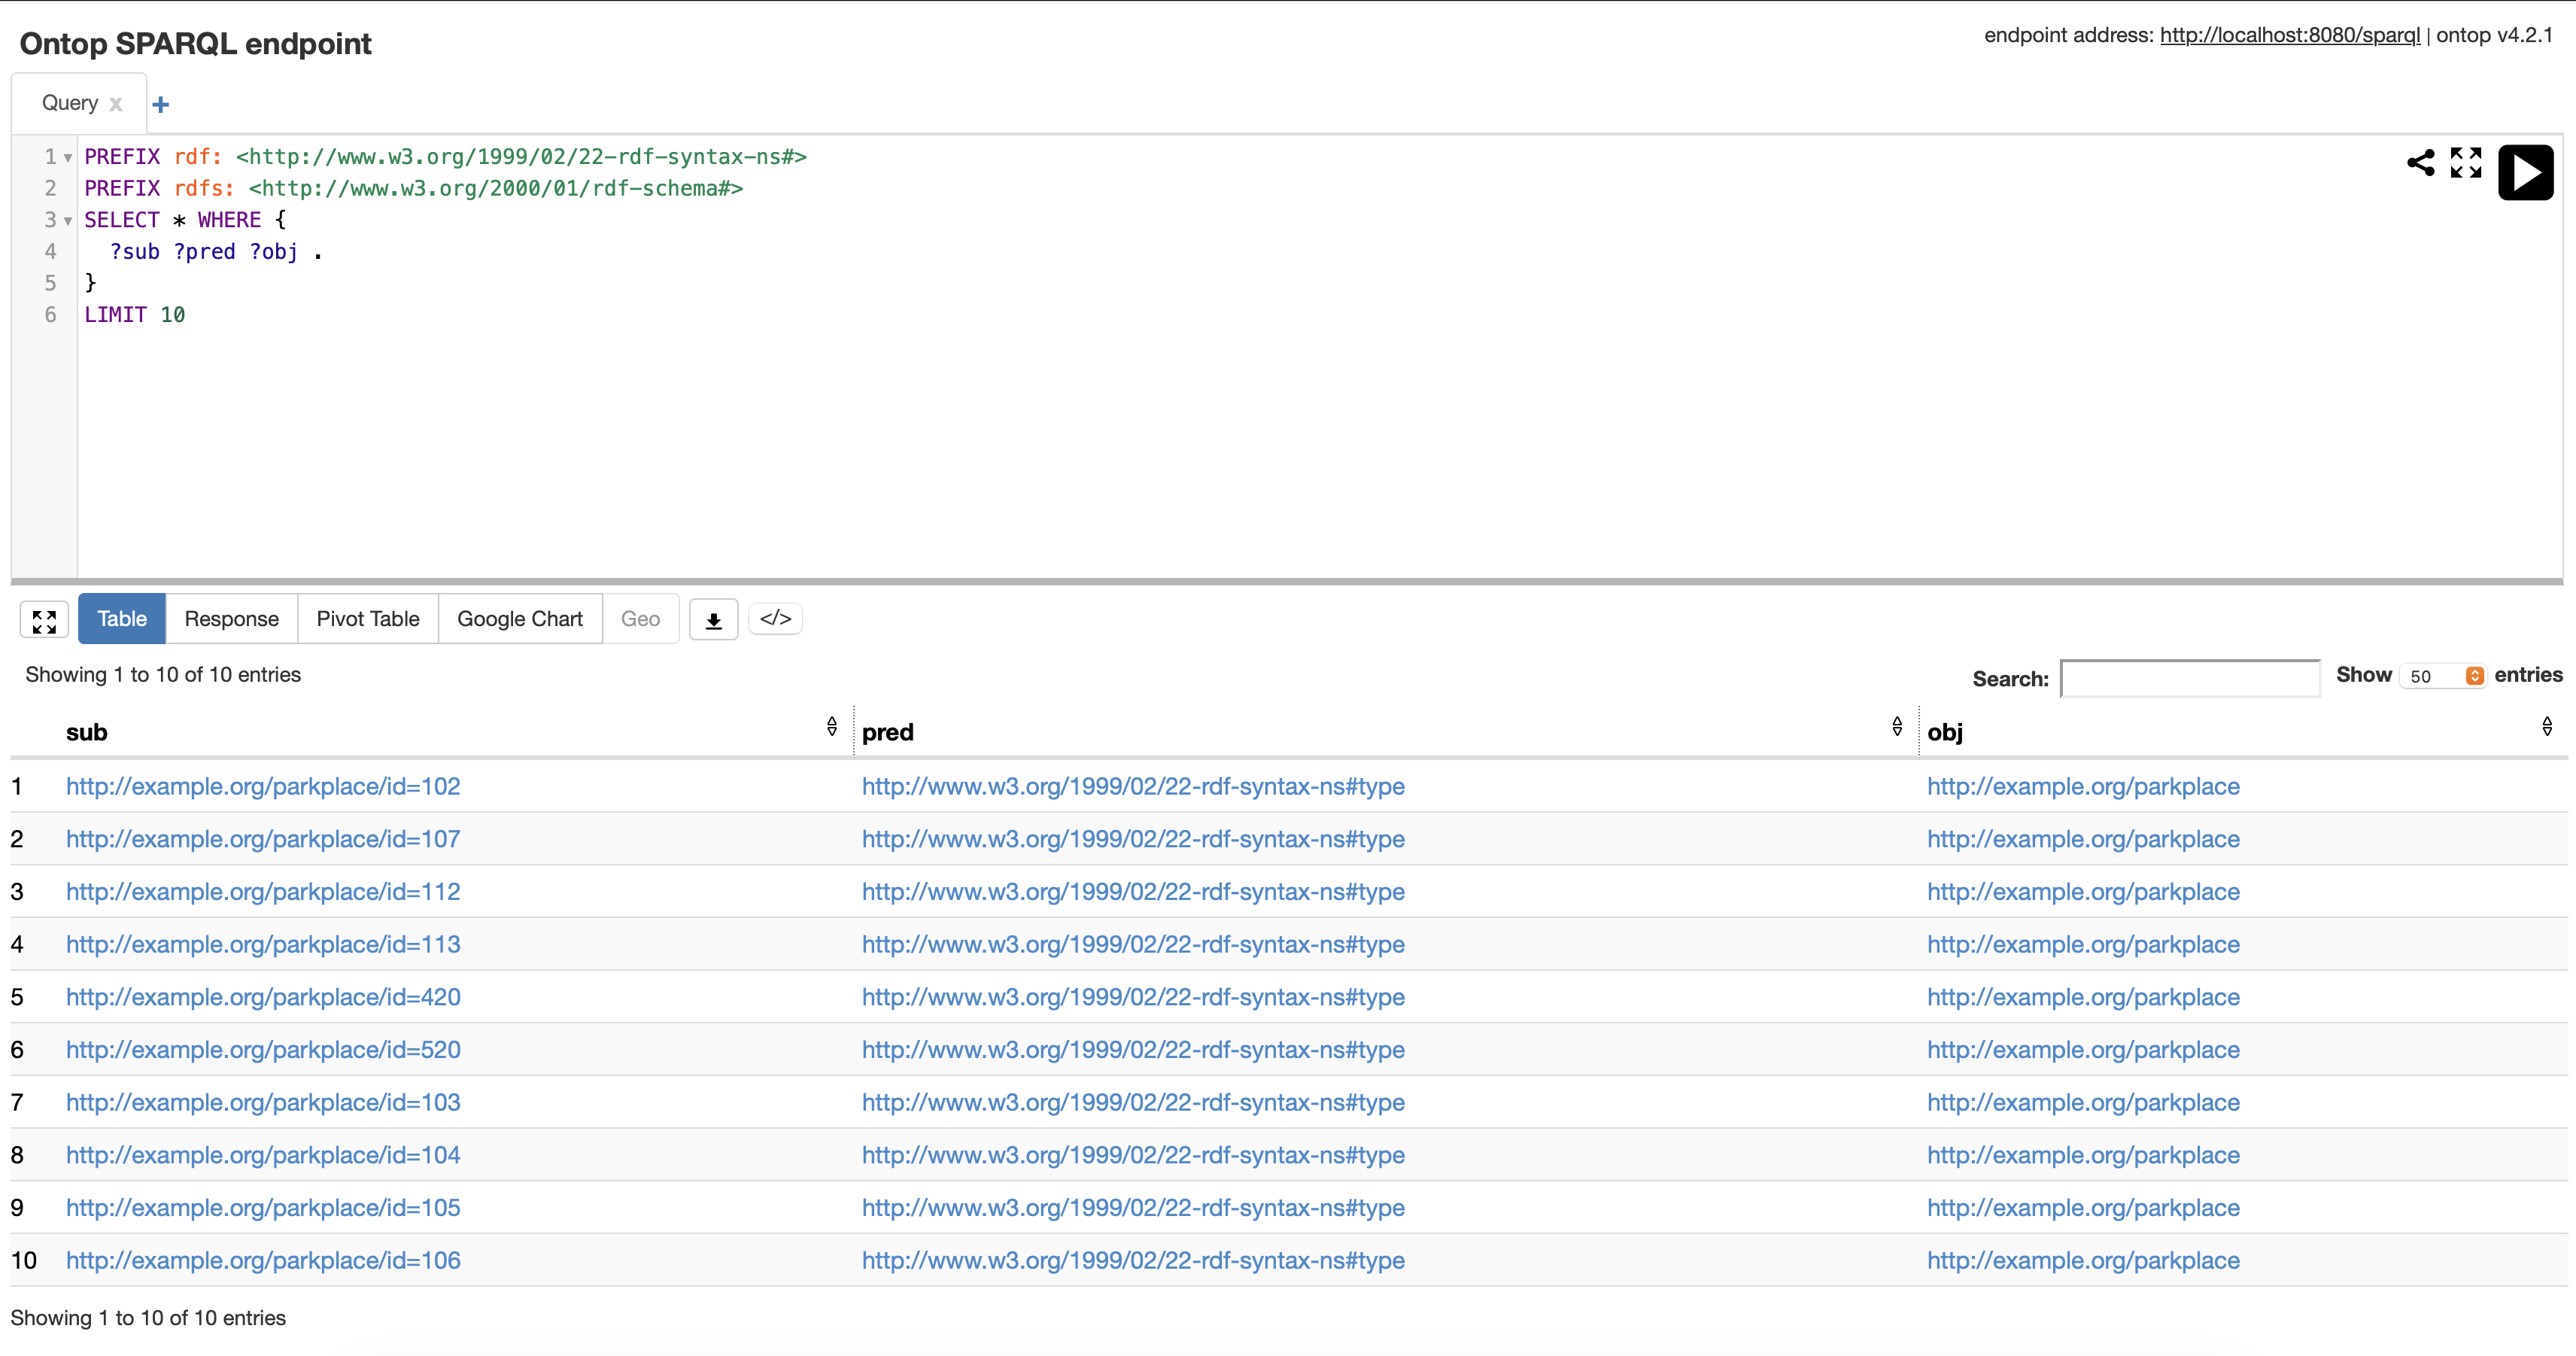 Ontop SPARQL endpoint
endpoint address: http://localhost:8080/sparql | ontop v4.2.1
Query x +
1 PREFIX rdf: <http://www.w3.org/1999/02/22-rdf-syntax-ns#>
2 PREFIX rdfs: <http://www.w3.org/2000/01/rdf-schema#>
3 SELECT * WHERE {
4 ?sub ?pred ?obj .
5 }
6 LIMIT 10
Table Response Pivot Table Google Chart Geo </>
Showing 1 to 10 of 10 entries Search: Show 50 entries
sub pred obj
1 http://example.org/parkplace/id=102 http://www.w3.org/1999/02/22-rdf-syntax-ns#type http://example.org/parkplace
2 http://example.org/parkplace/id=107 http://www.w3.org/1999/02/22-rdf-syntax-ns#type http://example.org/parkplace
3 http://example.org/parkplace/id=112 http://www.w3.org/1999/02/22-rdf-syntax-ns#type http://example.org/parkplace
4 http://example.org/parkplace/id=113 http://www.w3.org/1999/02/22-rdf-syntax-ns#type http://example.org/parkplace
5 http://example.org/parkplace/id=420 http://www.w3.org/1999/02/22-rdf-syntax-ns#type http://example.org/parkplace
6 http://example.org/parkplace/id=520 http://www.w3.org/1999/02/22-rdf-syntax-ns#type http://example.org/parkplace
7 http://example.org/parkplace/id=103 http://www.w3.org/1999/02/22-rdf-syntax-ns#type http://example.org/parkplace
8 http://example.org/parkplace/id=104 http://www.w3.org/1999/02/22-rdf-syntax-ns#type http://example.org/parkplace
9 http://example.org/parkplace/id=105 http://www.w3.org/1999/02/22-rdf-syntax-ns#type http://example.org/parkplace
10 http://example.org/parkplace/id=106 http://www.w3.org/1999/02/22-rdf-syntax-ns#type http://example.org/parkplace
Showing 1 to 10 of 10 entries